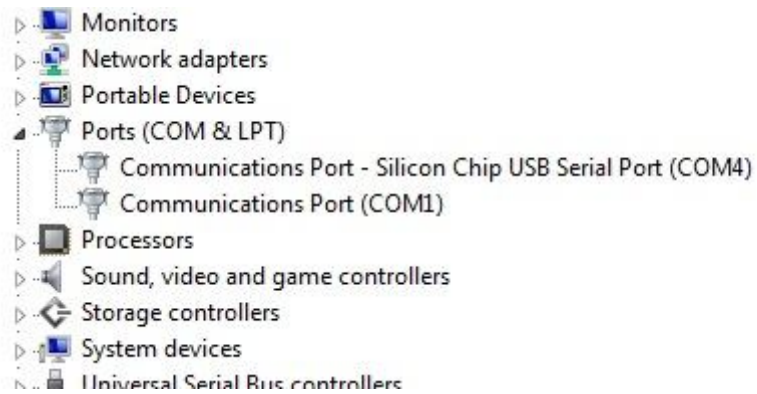 Monitors
Network adapters
Portable Devices
Ports (COM & LPT)
Communications Port - Silicon Chip USB Serial Port (COM4)
Communications Port (COM1)
Processors
Sound, video and game controllers
Storage controllers
System devices
Universal Serial Bus controllers